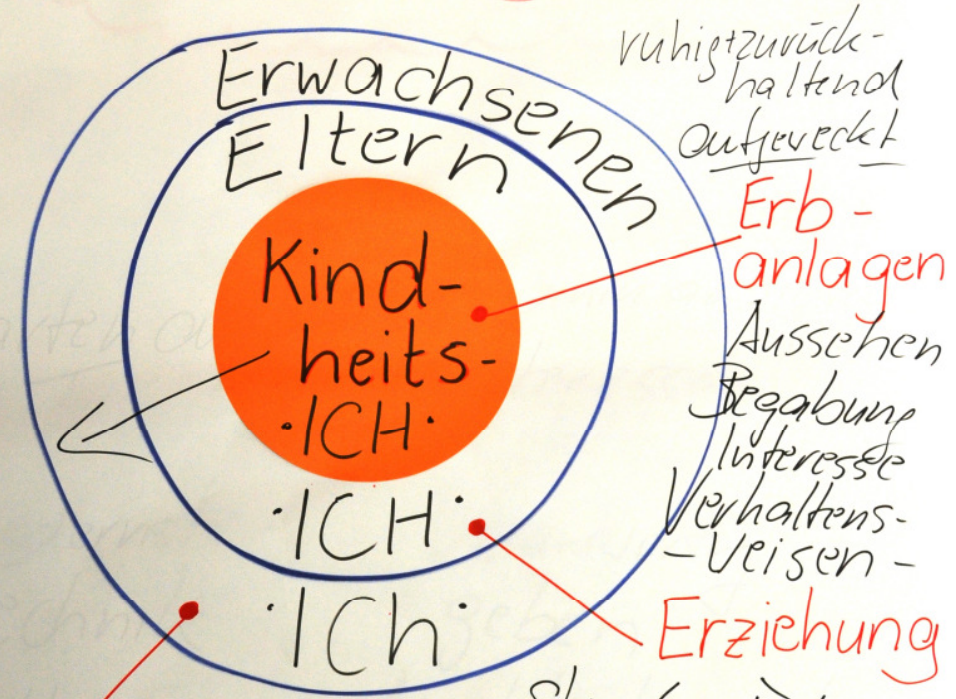 Erwachsenen
Eltern
Kind-
heits-
·ICH·
·ICH·
·ICh·
ruhig+zurück-
haltend
aufgeweckt
Erb-
anlagen
Aussehen
Begabung
Interesse
Verhaltens-
-Weisen-
Erziehung